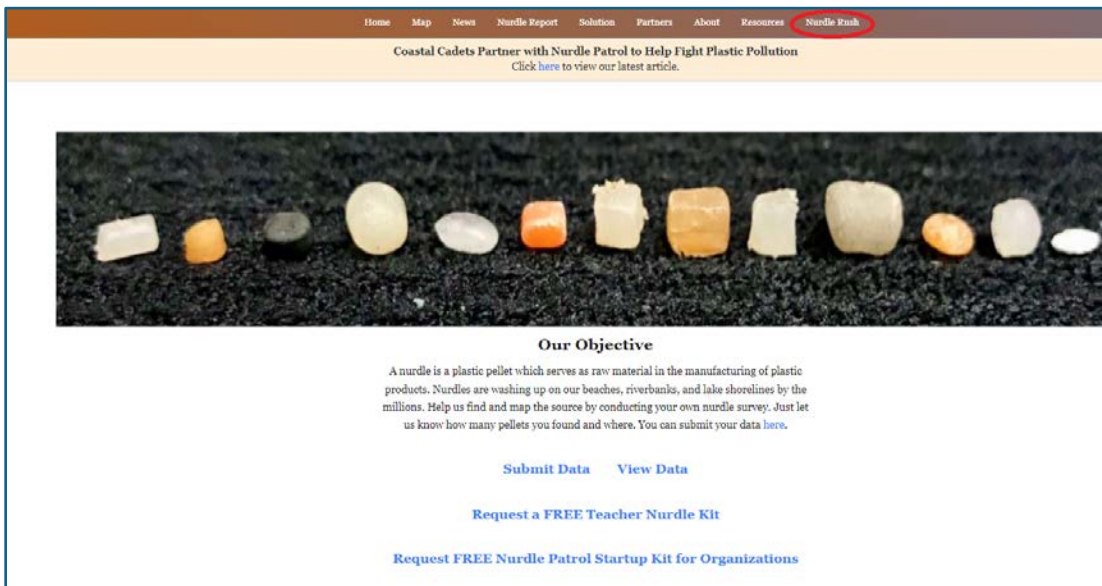 Home Map News Nurdle Report Solution Partners About Resources Nurdle Rush
Coastal Cadets Partner with Nurdle Patrol to Help Fight Plastic Pollution
Click here to view our latest article.
Our Objective
A nurdle is a plastic pellet which serves as raw material in the manufacturing of plastic
products. Nurdles are washing up on our beaches, riverbanks, and lake shorelines by the
millions. Help us find and map the source by conducting your own nurdle survey. Just let
us know how many pellets you found and where. You can submit your data here.
Submit Data View Data
Request a FREE Teacher Nurdle Kit
Request FREE Nurdle Patrol Startup Kit for Organizations